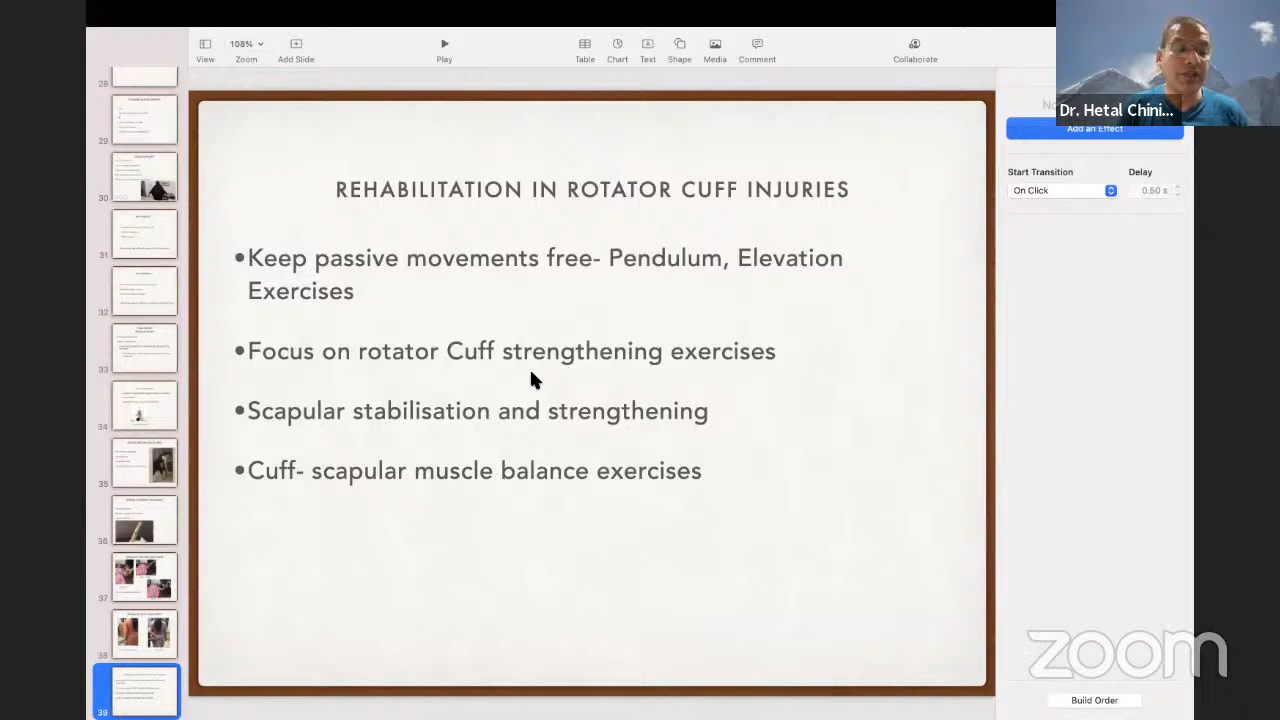 108%
View
Zoom
Add Slide
Play
Table
Chart
Text
Shape
Media
Comment
Collaborate
Dr. Hetal Chini...
Add an Effect
Start Transition
Delay
On Click
0.50 s
28
29
30
31
32
33
34
35
36
37
38
39
REHABILITATION IN ROTATOR CUFF INJURIES
•Keep passive movements free- Pendulum, Elevation
Exercises
•Focus on rotator Cuff strengthening exercises
•Scapular stabilisation and strengthening
•Cuff- scapular muscle balance exercises
zoom
Build Order